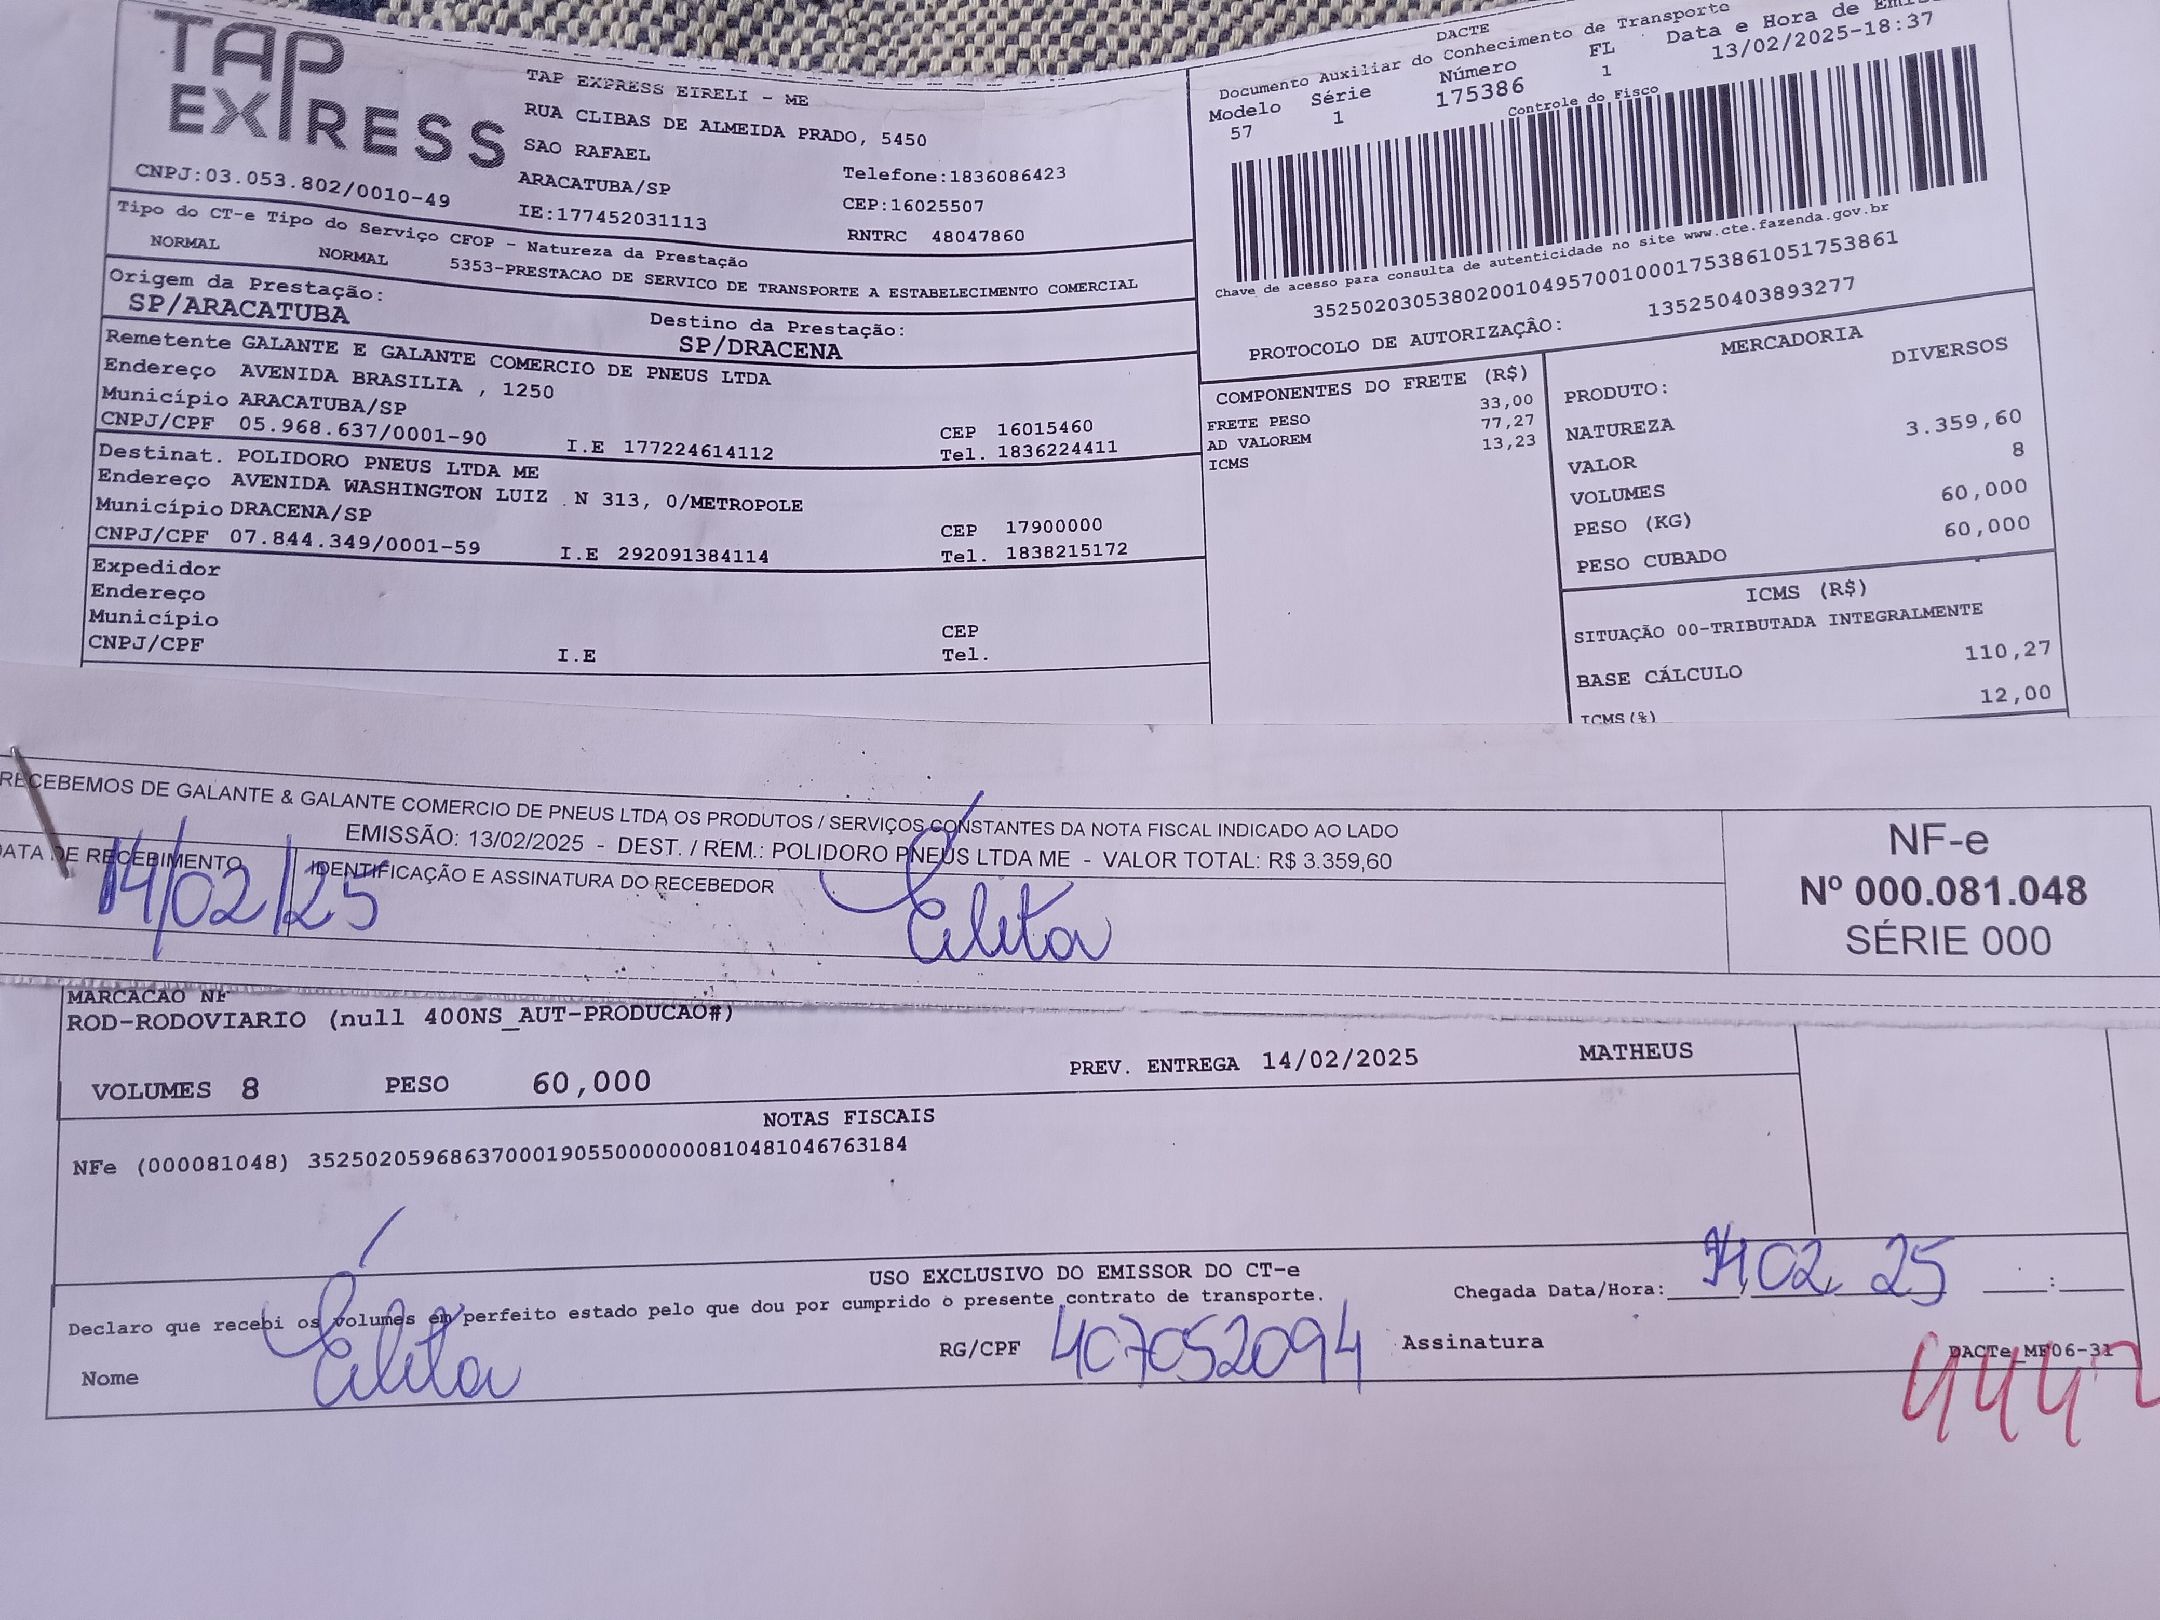 TAP
EXPRESS
CNPJ:03.053.802/0010-49
TAP EXPRESS EIRELI - ME
RUA CLIBAS DE ALMEIDA PRADO, 5450
SAO RAFAEL
ARACATUBA/SP
IE:177452031113
Telefone:1836086423
CEP:16025507
RNTRC 48047860
DACTE
Documento Auxiliar do Conhecimento de Transporte
Modelo Série Número FL Data e Hora de
57 1 175386 1 13/02/2025-18:37
Controle do Fisco
Chave de acesso para consulta de autenticidade no site www.cte.fazenda.gov.br
35250203053802001049570010001753861051753861
PROTOCOLO DE AUTORIZAÇÃO: 135250403893277
Tipo do CT-e Tipo do Serviço CFOP - Natureza da Prestação
NORMAL NORMAL 5353-PRESTACAO DE SERVICO DE TRANSPORTE A ESTABELECIMENTO COMERCIAL
Origem da Prestação: Destino da Prestação:
SP/ARACATUBA SP/DRACENA
Remetente GALANTE E GALANTE COMERCIO DE PNEUS LTDA
Endereço AVENIDA BRASILIA , 1250
Município ARACATUBA/SP CEP 16015460
CNPJ/CPF 05.968.637/0001-90 I.E 177224614112 Tel. 1836224411
Destinat. POLIDORO PNEUS LTDA ME
Endereço AVENIDA WASHINGTON LUIZ N 313, 0/METROPOLE
Município DRACENA/SP CEP 17900000
CNPJ/CPF 07.844.349/0001-59 I.E 292091384114 Tel. 1838215172
Expedidor
Endereço
Município CEP
CNPJ/CPF I.E Tel.
COMPONENTES DO FRETE (R$)
FRETE PESO 33,00
AD VALOREM 77,27
ICMS 13,23
MERCADORIA
PRODUTO: DIVERSOS
NATUREZA
VALOR 3.359,60
VOLUMES 8
PESO (KG) 60,000
PESO CUBADO 60,000
ICMS (R$)
SITUAÇÃO 00-TRIBUTADA INTEGRALMENTE
BASE CÁLCULO 110,27
ICMS(%) 12,00
RECEBEMOS DE GALANTE & GALANTE COMERCIO DE PNEUS LTDA OS PRODUTOS / SERVIÇOS CONSTANTES DA NOTA FISCAL INDICADO AO LADO
EMISSÃO: 13/02/2025 - DEST. / REM.: POLIDORO PNEUS LTDA ME - VALOR TOTAL: R$ 3.359,60
DATA DE RECEBIMENTO IDENTIFICAÇÃO E ASSINATURA DO RECEBEDOR
14/02/25 Élita
NF-e
Nº 000.081.048
SÉRIE 000
MARCACAO NF
ROD-RODOVIARIO (null 400NS_AUT-PRODUCAO#)
VOLUMES 8 PESO 60,000 PREV. ENTREGA 14/02/2025 MATHEUS
NOTAS FISCAIS
NFe (000081048) 35250205968637000190550000000810481046763184
USO EXCLUSIVO DO EMISSOR DO CT-e
Declaro que recebi os volumes em perfeito estado pelo que dou por cumprido o presente contrato de transporte.
Chegada Data/Hora: 14 02 25 :
Nome Élita RG/CPF 407052094 Assinatura
DACTe_MF06-31